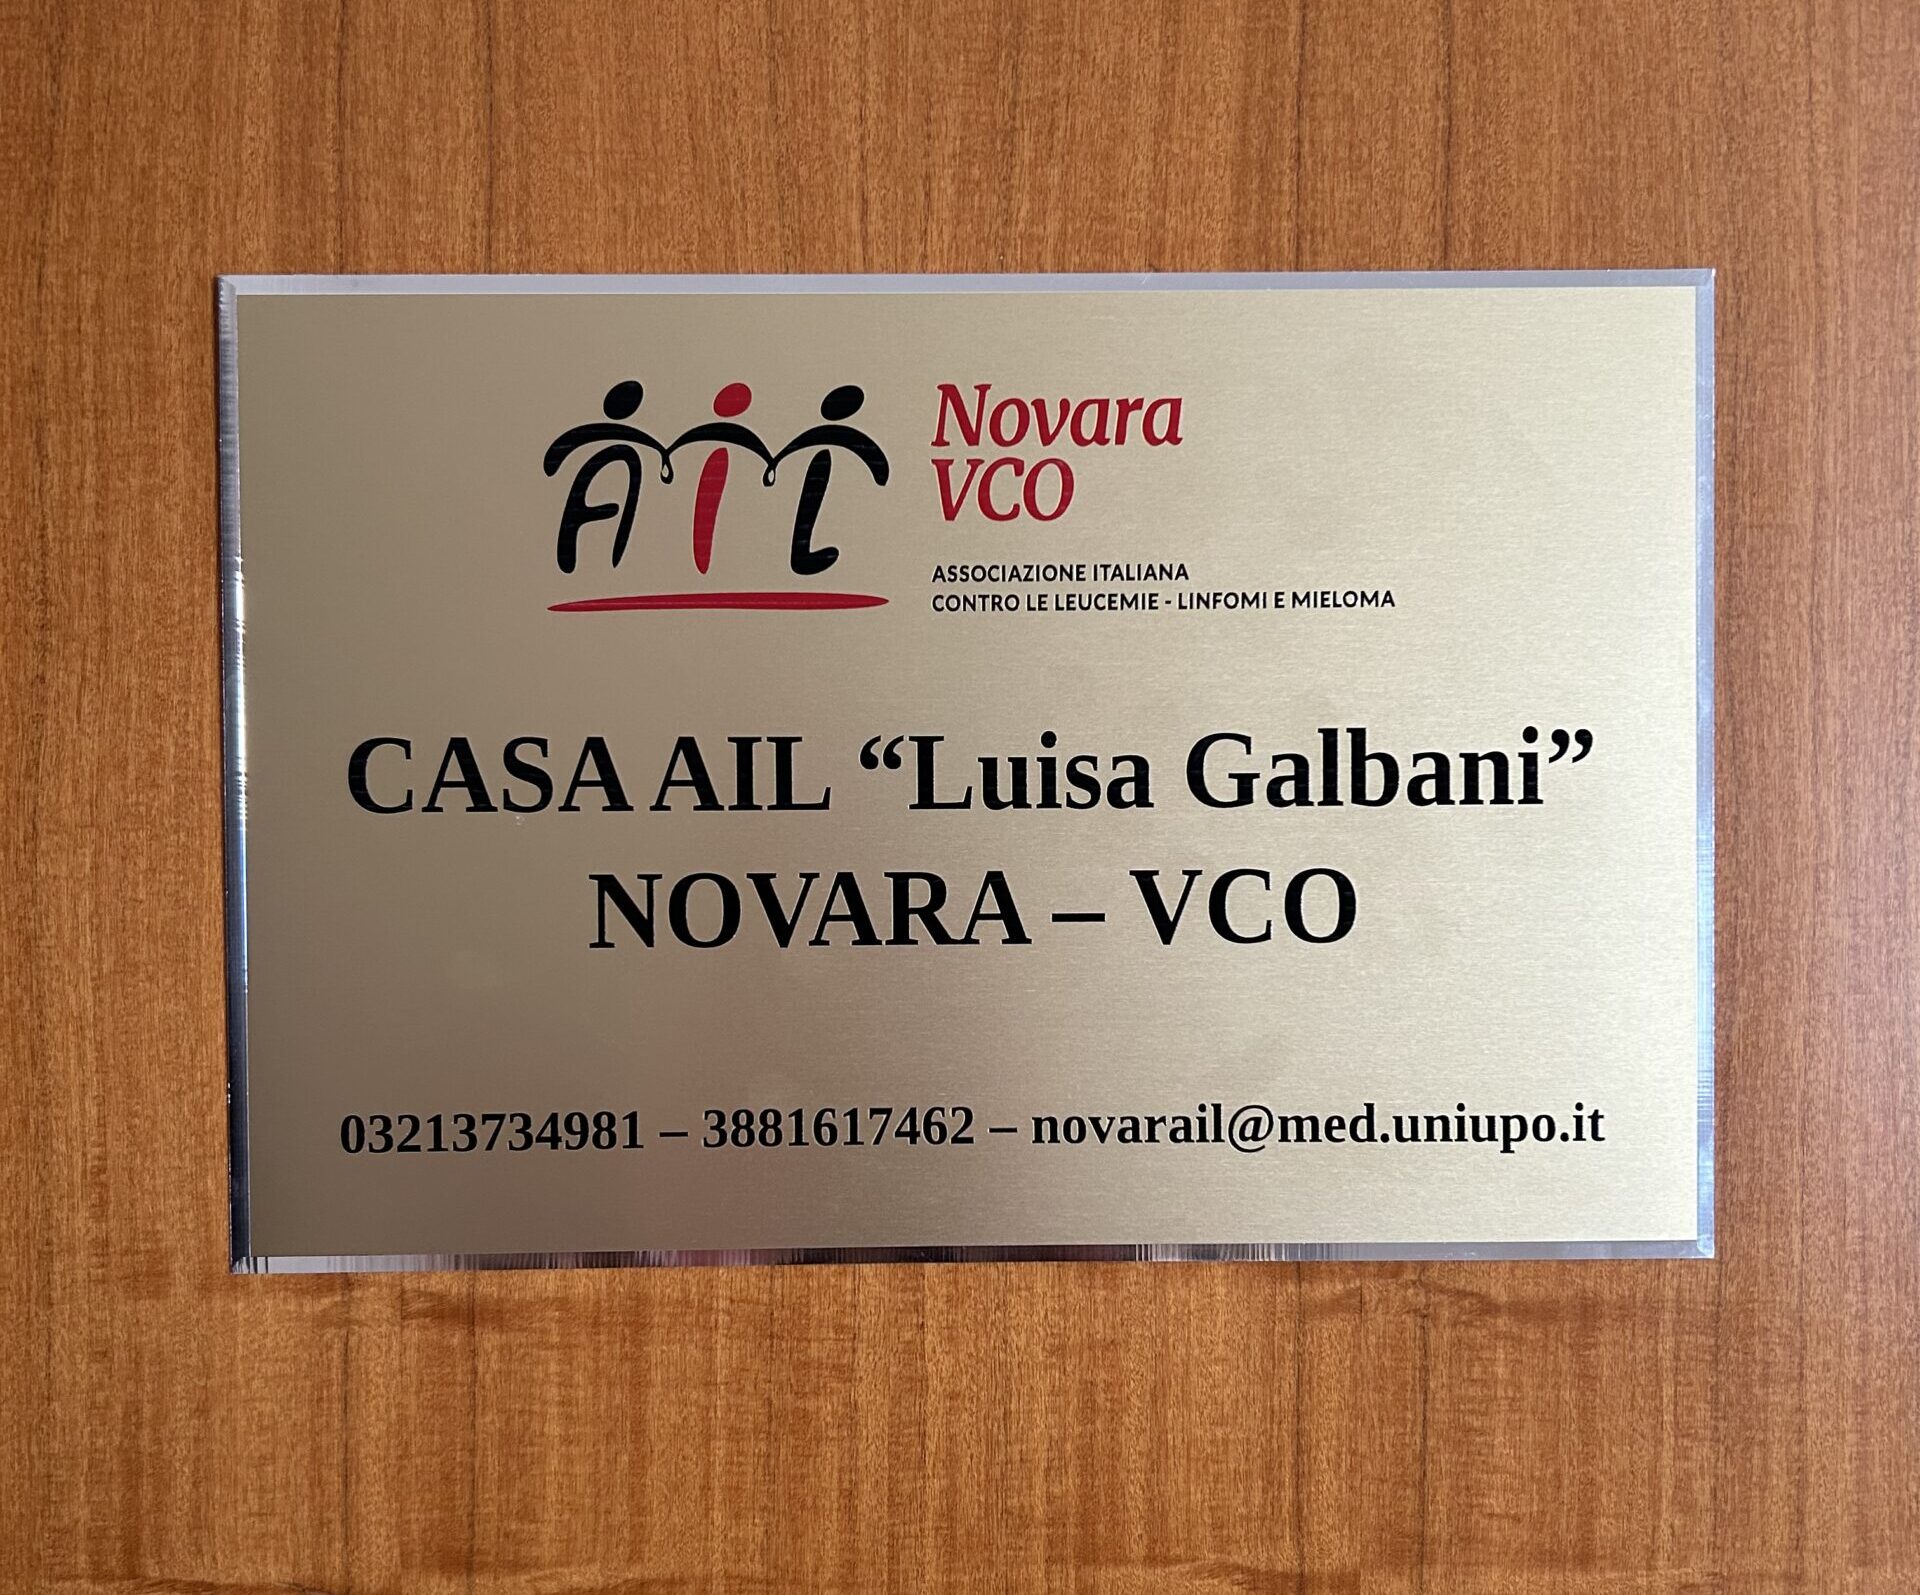 AIL
Novara
VCO
ASSOCIAZIONE ITALIANA
CONTRO LE LEUCEMIE - LINFOMI E MIELOMA
CASA AIL “Luisa Galbani”
NOVARA – VCO
03213734981 – 3881617462 – novarail@med.uniupo.it